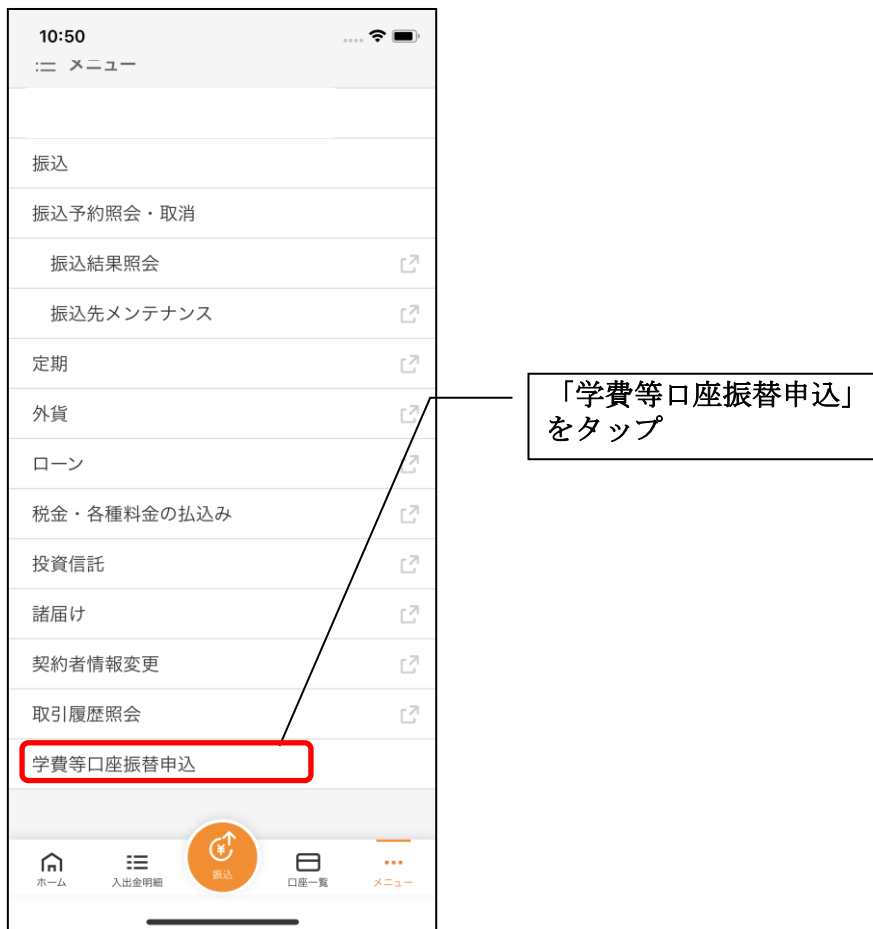 10:50
メニュー
振込
振込予約照会・取消
振込結果照会
振込先メンテナンス
定期
外貨
ローン
税金・各種料金の払込み
投資信託
諸届け
契約者情報変更
取引履歴照会
学費等口座振替申込
「学費等口座振替申込」
をタップ
ホーム
入出金明細
振込
口座一覧
メニュー